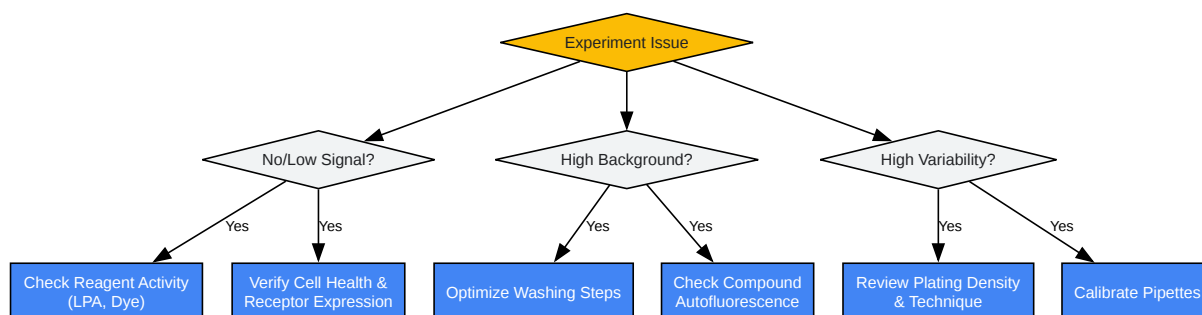 Experiment Issue
No/Low Signal?
High Background?
High Variability?
Yes
Yes
Yes
Yes
Yes
Yes
Check Reagent Activity
(LPA, Dye)
Verify Cell Health &
Receptor Expression
Optimize Washing Steps
Check Compound
Autofluorescence
Review Plating Density
& Technique
Calibrate Pipettes